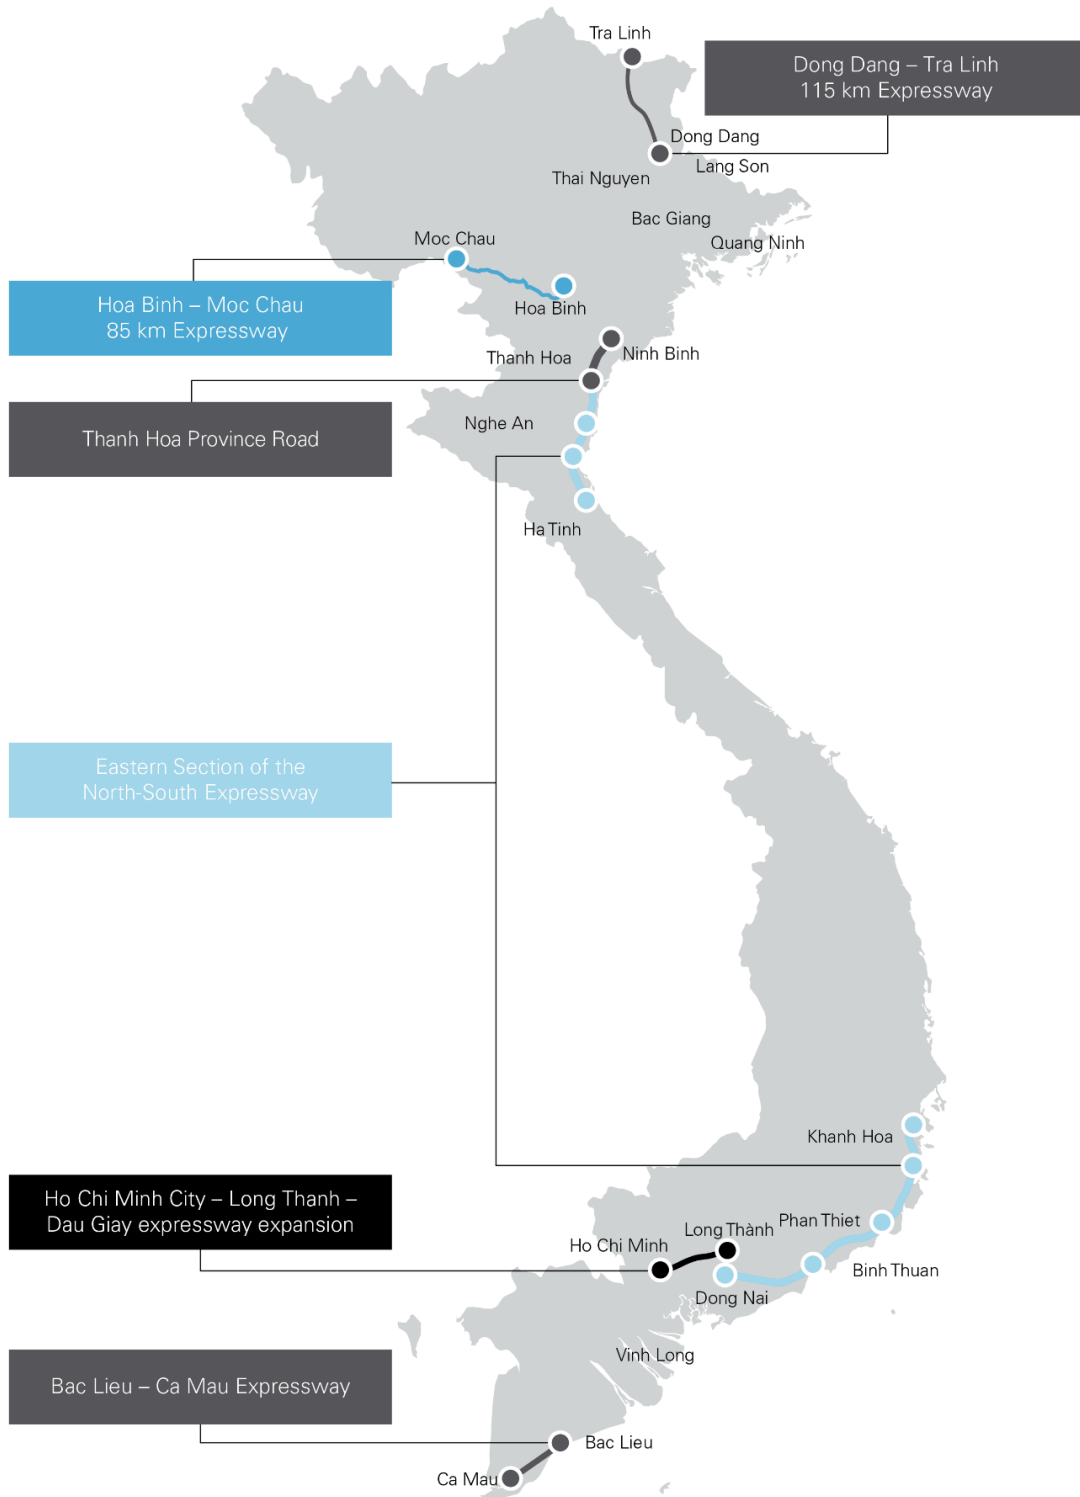 Tra Linh
Dong Dang – Tra Linh
115 km Expressway
Dong Dang
Lang Son
Thai Nguyen
Bac Giang
Quang Ninh
Moc Chau
Hoa Binh – Moc Chau
85 km Expressway
Hoa Binh
Ninh Binh
Thanh Hoa
Thanh Hoa Province Road
Nghe An
Ha Tinh
Eastern Section of the
North-South Expressway
Khanh Hoa
Ho Chi Minh City – Long Thanh –
Dau Giay expressway expansion
Phan Thiet
Long Thành
Ho Chi Minh
Binh Thuan
Dong Nai
Vinh Long
Bac Lieu – Ca Mau Expressway
Bac Lieu
Ca Mau